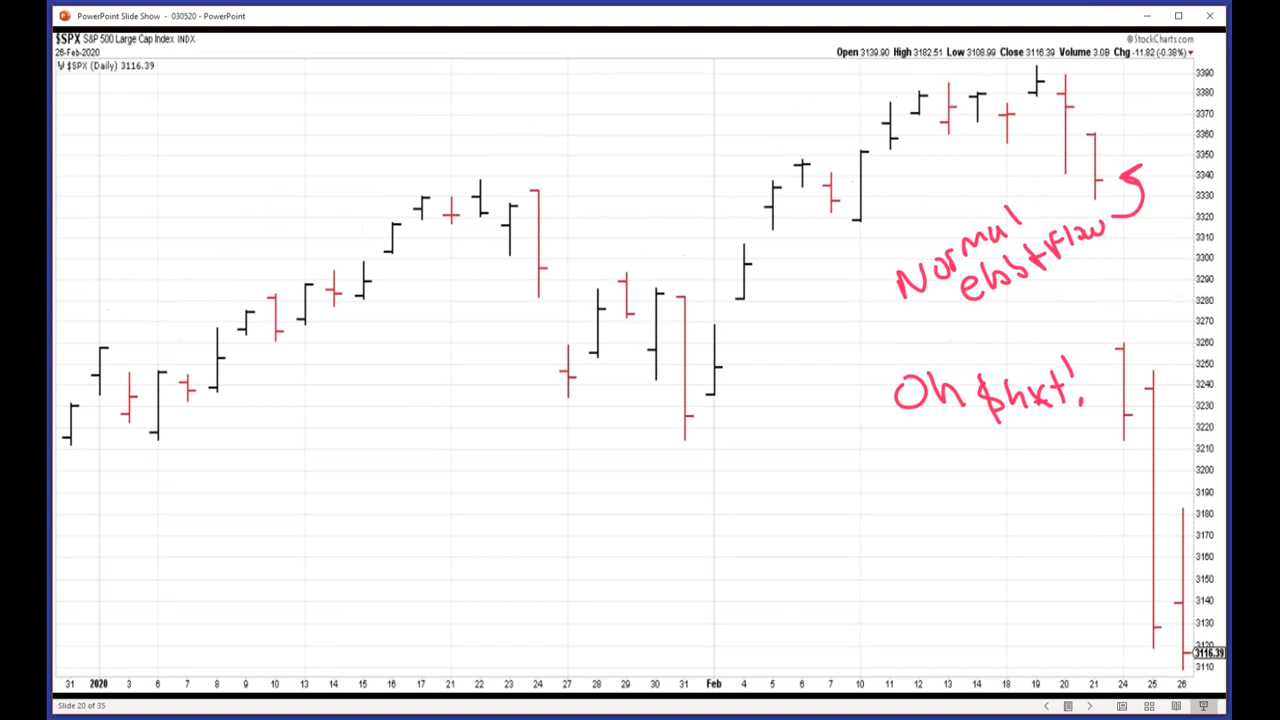 PowerPoint Slide Show - 030520 - PowerPoint
$SPX S&P 500 Large Cap Index INDX
© StockCharts.com
26-Feb-2020
Open 3139.90 High 3182.51 Low 3108.99 Close 3116.39 Volume 3.0B Chg -11.82 (-0.38%)
$SPX (Daily) 3116.39
3390
3380
3370
3360
3350
3340
3330
3320
3310
3300
3290
3280
3270
3260
3250
3240
3230
3220
3210
3200
3190
3180
3170
3160
3150
3140
3130
3120
3116.39
3110
Normal
ebb+flow
Oh $hxt!
31 2020 3 6 7 8 9 10 13 14 15 16 17 21 22 23 24 27 28 29 30 31 Feb 4 5 6 7 10 11 12 13 14 18 19 20 21 24 25 26
Slide 20 of 35